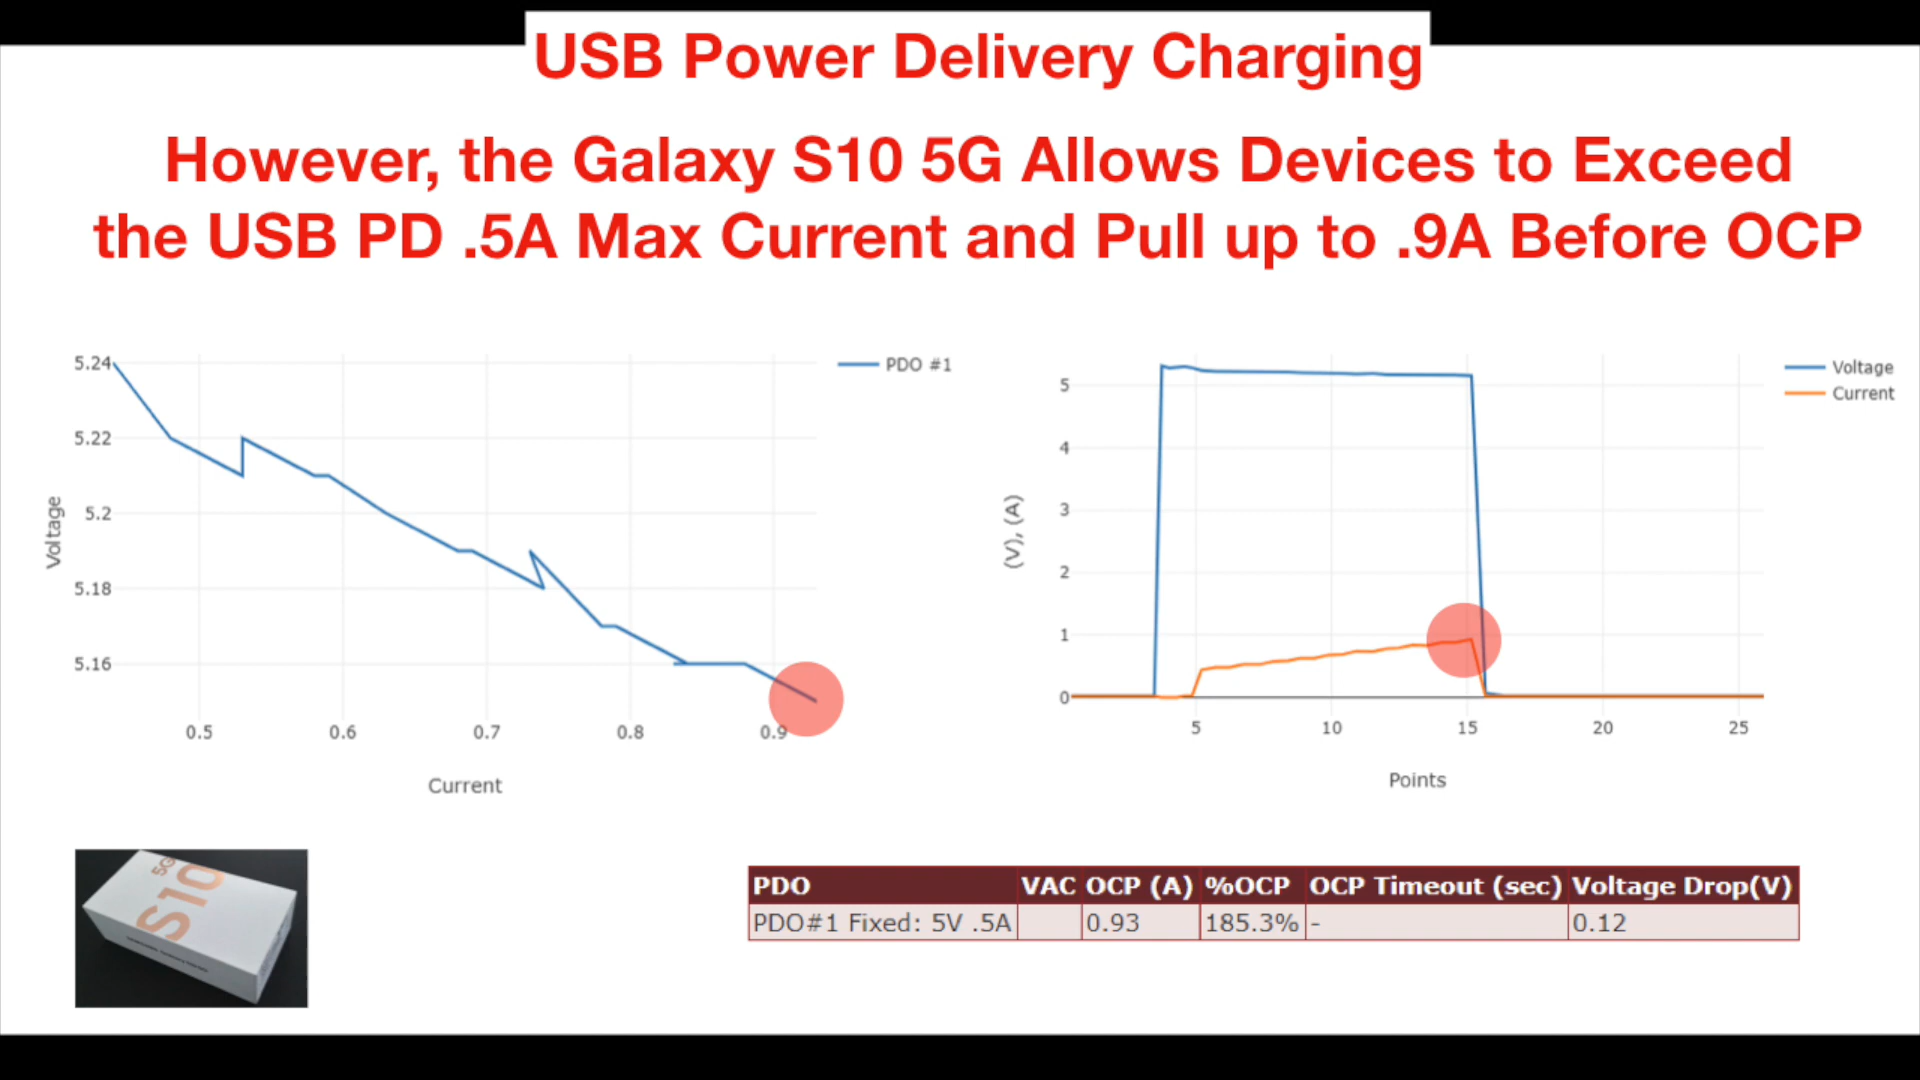 USB Power Delivery Charging
However, the Galaxy S10 5G Allows Devices to Exceed
the USB PD .5A Max Current and Pull up to .9A Before OCP
5.24
5.22
5.2
5.18
5.16
Voltage
0.5 0.6 0.7 0.8 0.9
Current
PDO #1
5
4
3
2
1
0
(V), (A)
5 10 15 20 25
Points
Voltage
Current
S10 5G
PDO VAC OCP (A) %OCP OCP Timeout (sec) Voltage Drop(V)
PDO#1 Fixed: 5V .5A 0.93 185.3% - 0.12